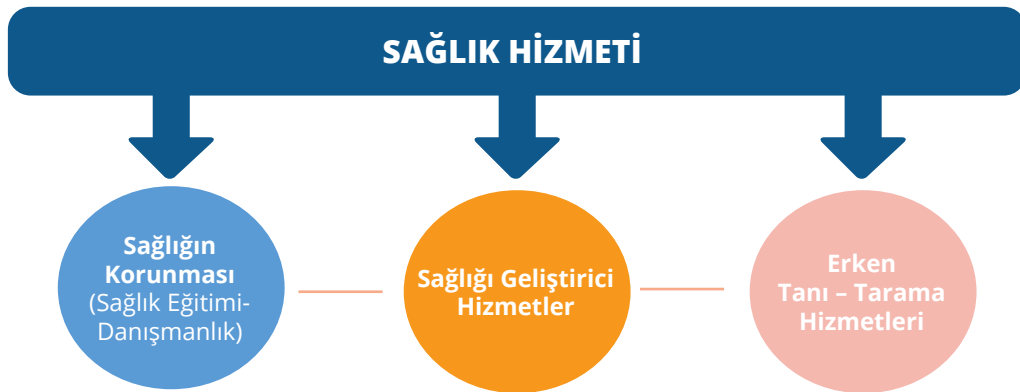 SAĞLIK HİZMETİ
Sağlığın
Korunması
(Sağlık Eğitimi-
Danışmanlık)
Sağlığı Geliştirici
Hizmetler
Erken
Tanı – Tarama
Hizmetleri